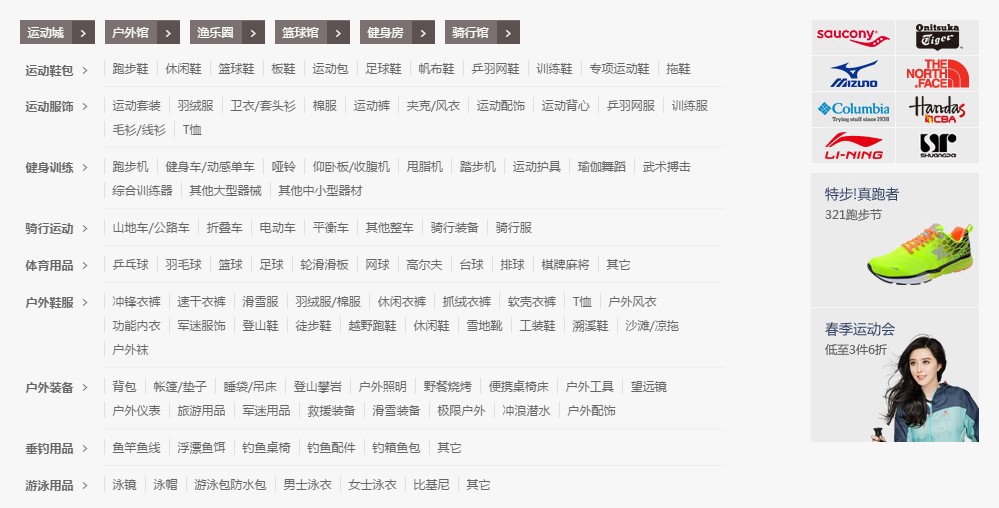 运动城 > 户外馆 > 渔乐圈 > 篮球馆 > 健身房 > 骑行馆 >
运动鞋包 > 跑步鞋 休闲鞋 篮球鞋 板鞋 运动包 足球鞋 帆布鞋 乒羽网鞋 训练鞋 专项运动鞋 拖鞋
运动服饰 > 运动套装 羽绒服 卫衣/套头衫 棉服 运动裤 夹克/风衣 运动配饰 运动背心 乒羽网服 训练服
毛衫/线衫 T恤
健身训练 > 跑步机 健身车/动感单车 哑铃 仰卧板/收腹机 甩脂机 踏步机 运动护具 瑜伽舞蹈 武术搏击
综合训练器 其他大型器械 其他中小型器材
骑行运动 > 山地车/公路车 折叠车 电动车 平衡车 其他整车 骑行装备 骑行服
体育用品 > 乒乓球 羽毛球 篮球 足球 轮滑滑板 网球 高尔夫 台球 排球 棋牌麻将 其它
户外鞋服 > 冲锋衣裤 速干衣裤 滑雪服 羽绒服/棉服 休闲衣裤 抓绒衣裤 软壳衣裤 T恤 户外风衣
功能内衣 军迷服饰 登山鞋 徒步鞋 越野跑鞋 休闲鞋 雪地靴 工装鞋 溯溪鞋 沙滩/凉拖
户外袜
户外装备 > 背包 帐篷/垫子 睡袋/吊床 登山攀岩 户外照明 野餐烧烤 便携桌椅床 户外工具 望远镜
户外仪表 旅游用品 军迷用品 救援装备 滑雪装备 极限户外 冲浪潜水 户外配饰
垂钓用品 > 鱼竿鱼线 浮漂鱼饵 钓鱼桌椅 钓鱼配件 钓箱鱼包 其它
游泳用品 > 泳镜 泳帽 游泳包防水包 男士泳衣 女士泳衣 比基尼 其它
saucony
Onitsuka
Tiger
MIZUNO
THE
NORTH
FACE
Columbia
Trying stuff since 1938
Handas
CBA
LI-NING
SHUANGPAI
特步!真跑者
321跑步节
春季运动会
低至3件6折